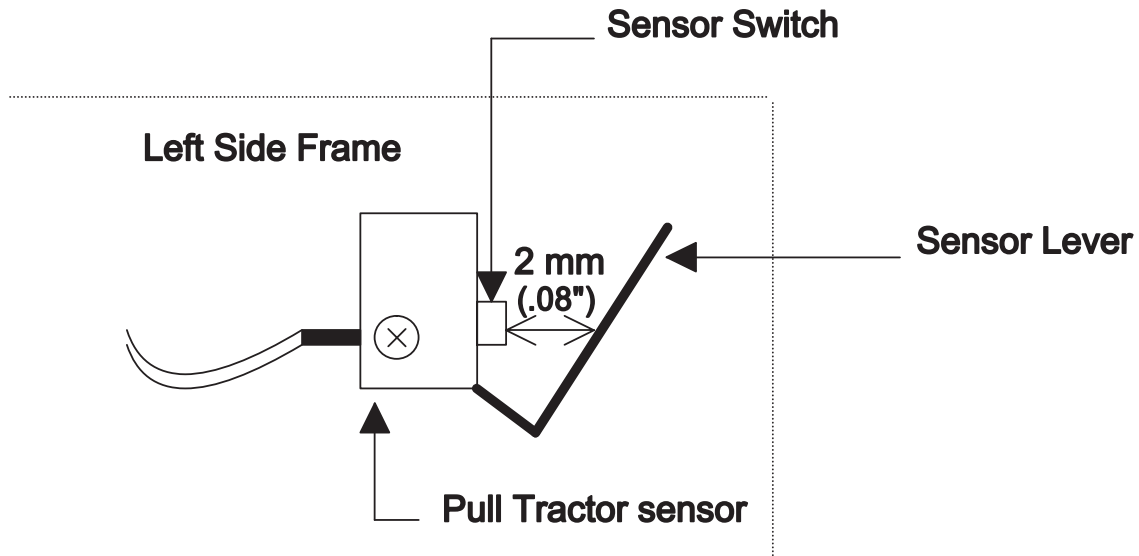 Sensor Switch
Left Side Frame
Sensor Lever
2 mm
(.08")
Pull Tractor sensor